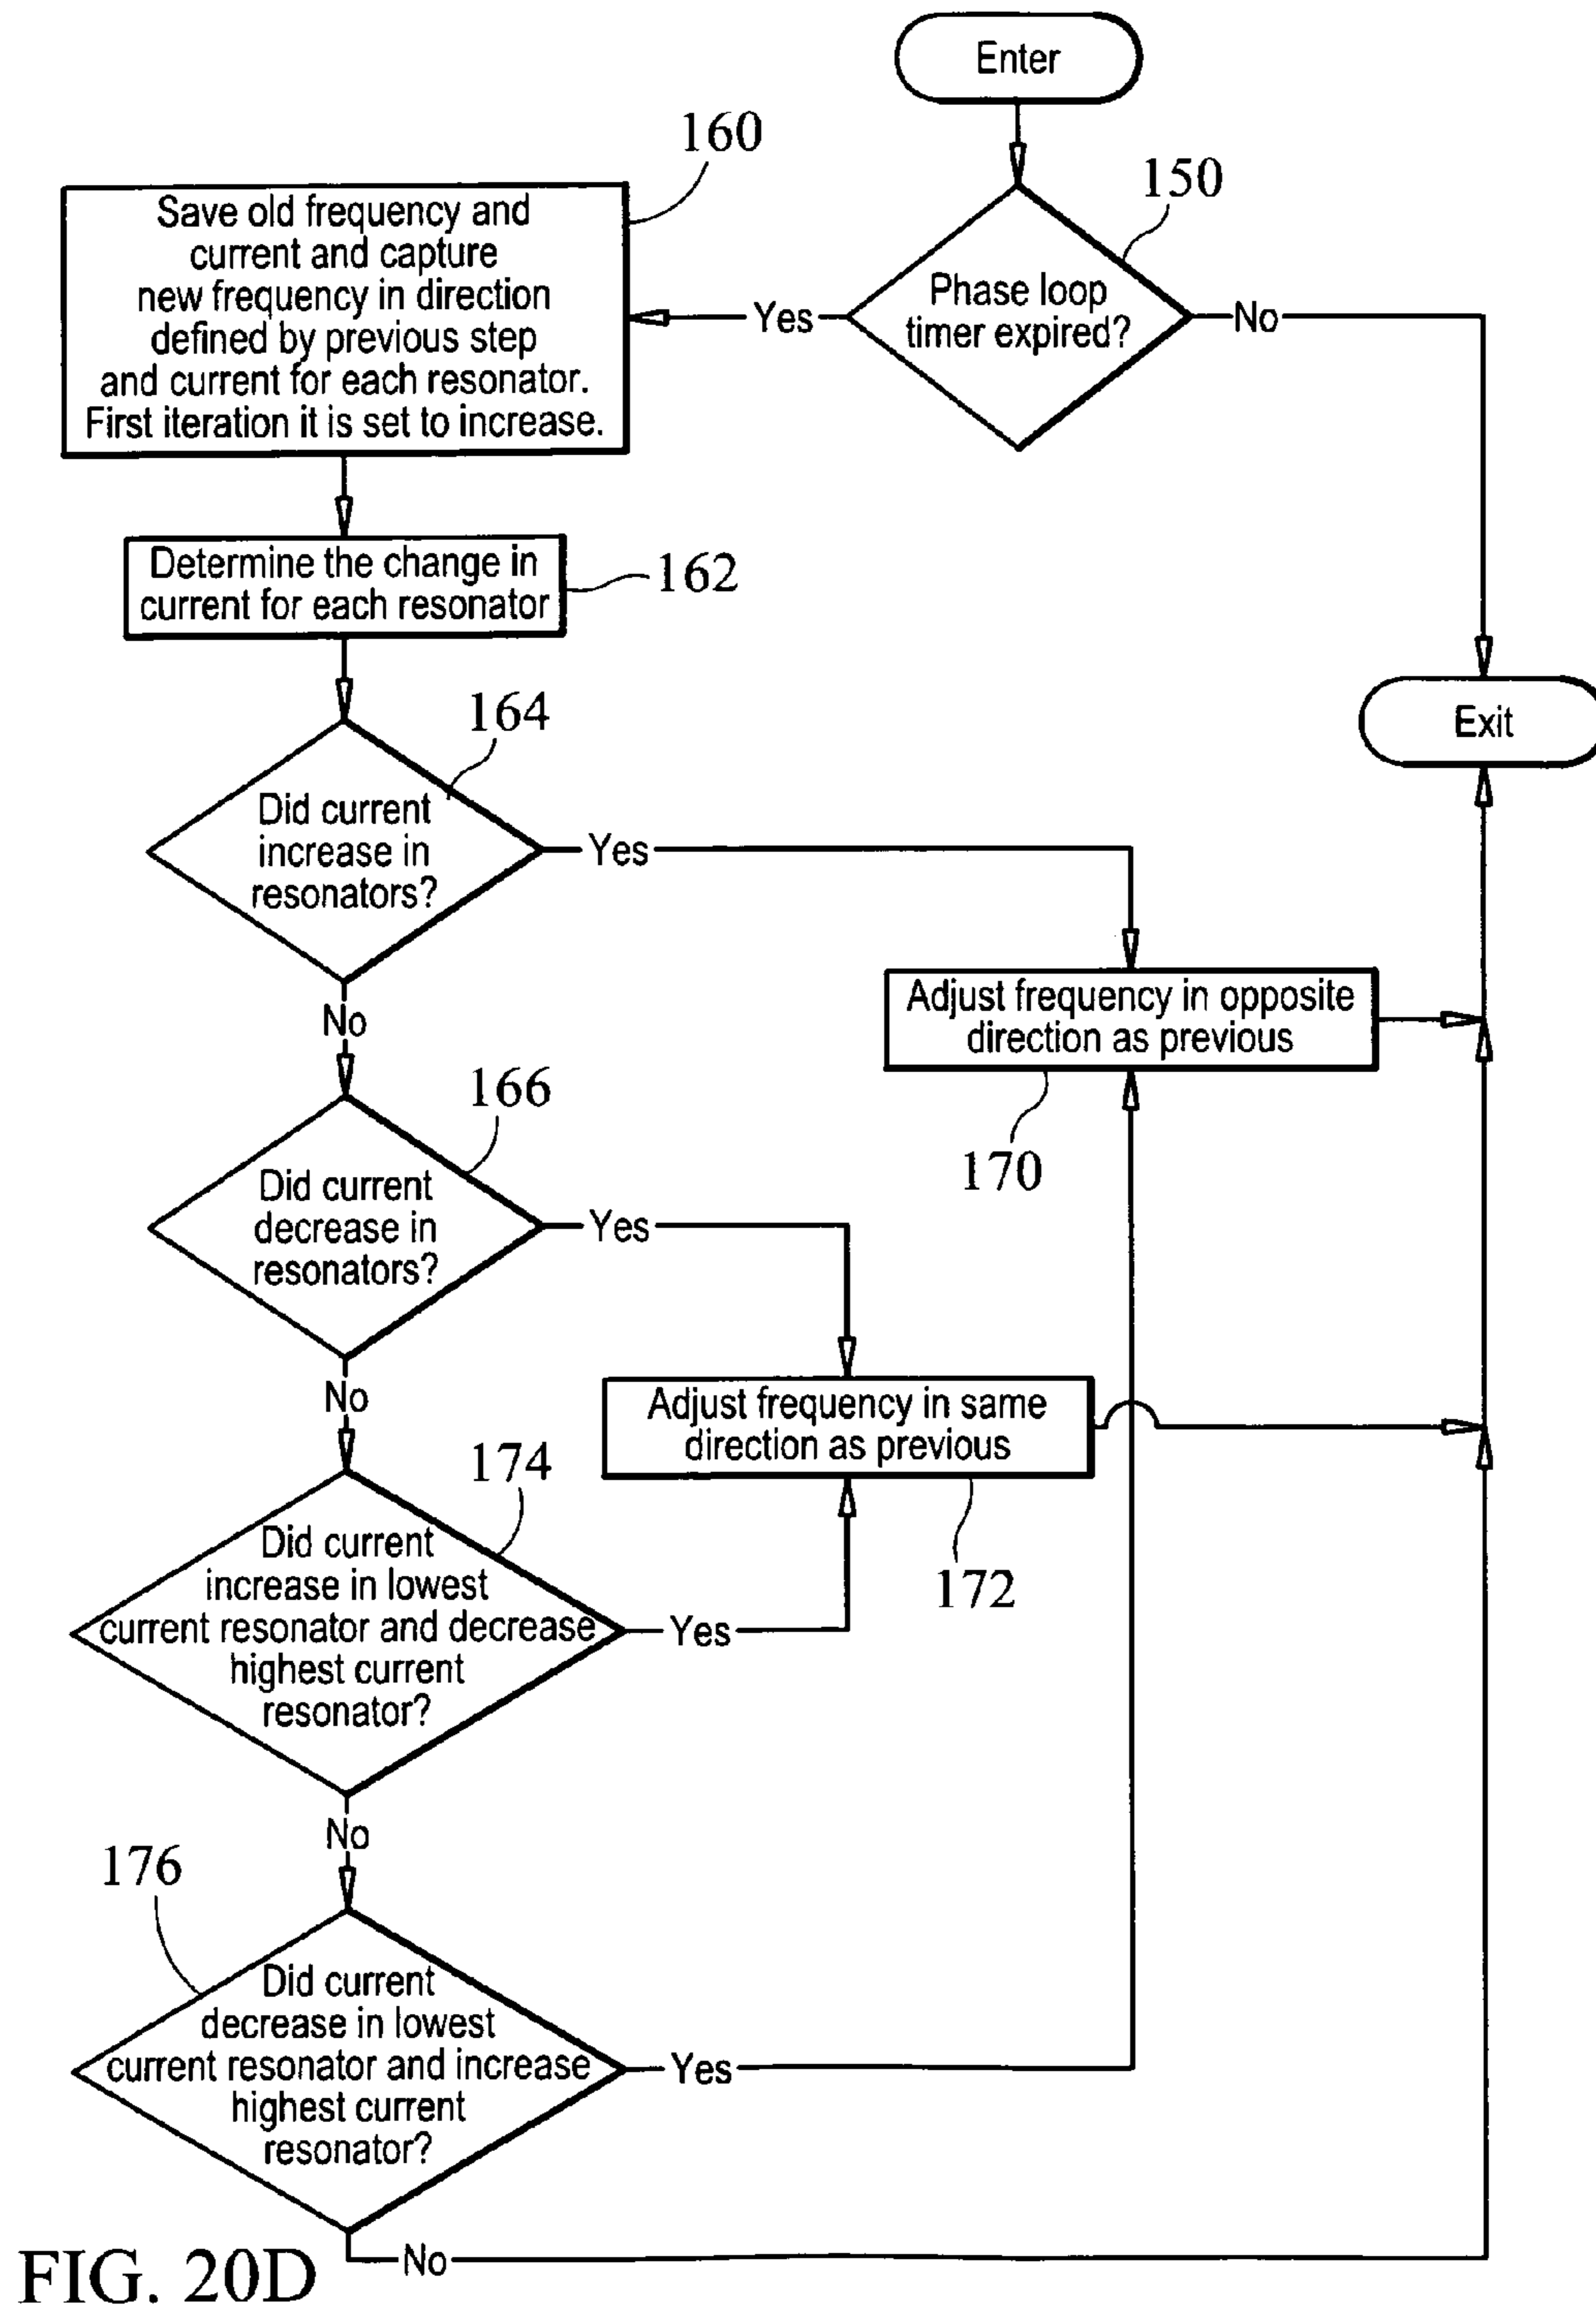 Enter
160
150
Save old frequency and
current and capture
new frequency in direction
defined by previous step
and current for each resonator.
First iteration it is set to increase.
Yes
Phase loop
timer expired?
No
Determine the change in
current for each resonator
162
164
Exit
Did current
increase in
resonators?
Yes
No
Adjust frequency in opposite
direction as previous
170
166
Did current
decrease in
resonators?
Yes
No
Adjust frequency in same
direction as previous
172
174
Did current
increase in lowest
current resonator and decrease
highest current
resonator?
Yes
No
176
Did current
decrease in lowest
current resonator and increase
highest current
resonator?
Yes
No
FIG. 20D